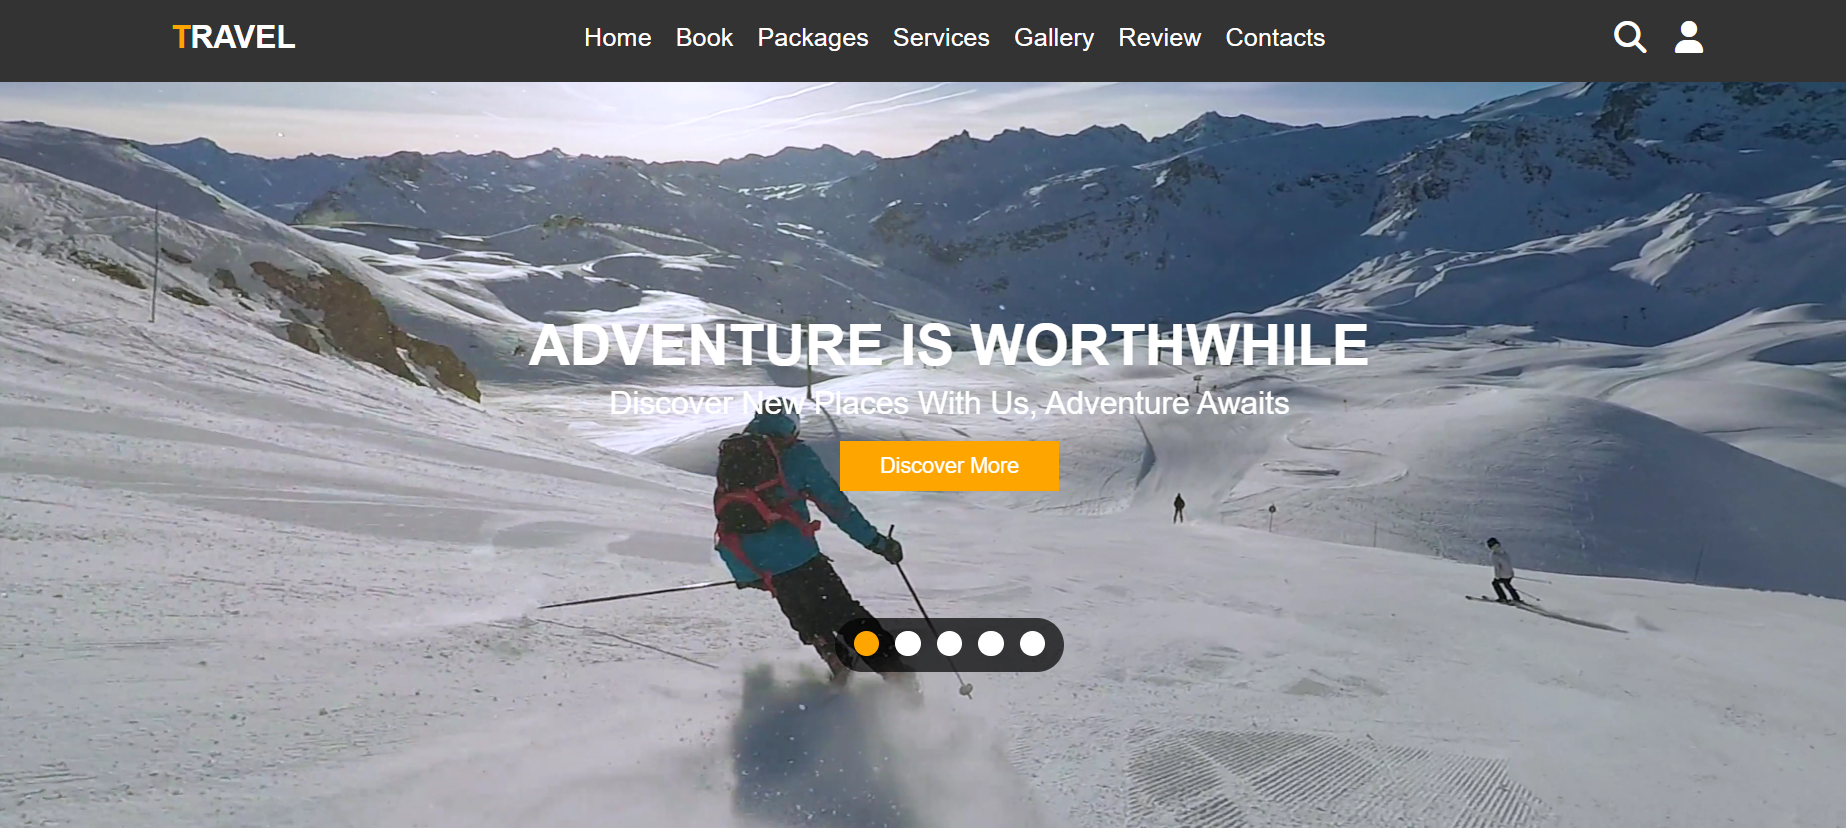 TRAVEL
Home Book Packages Services Gallery Review Contacts
ADVENTURE IS WORTHWHILE
Discover New Places With Us, Adventure Awaits
Discover More